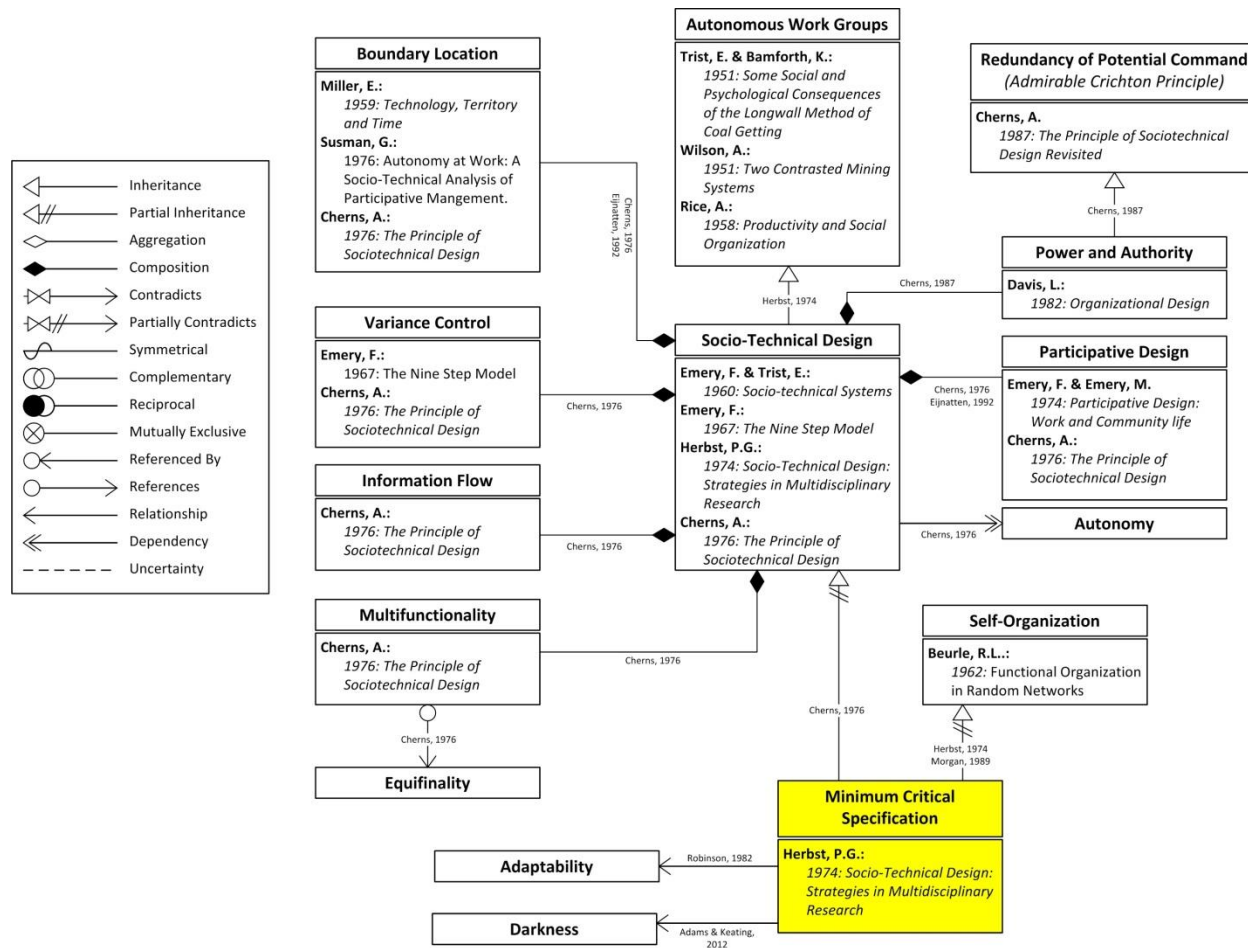 Inheritance
Partial Inheritance
Aggregation
Composition
Contradicts
Partially Contradicts
Symmetrical
Complementary
Reciprocal
Mutually Exclusive
Referenced By
References
Relationship
Dependency
Uncertainty
Boundary Location
Miller, E.:
1959: Technology, Territory
and Time
Susman, G.:
1976: Autonomy at Work: A
Socio-Technical Analysis of
Participative Mangement.
Cherns, A.:
1976: The Principle of
Sociotechnical Design
Cherns, 1976
Eijnatten, 1992
Variance Control
Emery, F.:
1967: The Nine Step Model
Cherns, A.:
1976: The Principle of
Sociotechnical Design
Cherns, 1976
Information Flow
Cherns, A.:
1976: The Principle of
Sociotechnical Design
Cherns, 1976
Multifunctionality
Cherns, A.:
1976: The Principle of
Sociotechnical Design
Cherns, 1976
Cherns, 1976
Equifinality
Autonomous Work Groups
Trist, E. & Bamforth, K.:
1951: Some Social and
Psychological Consequences
of the Longwall Method of
Coal Getting
Wilson, A.:
1951: Two Contrasted Mining
Systems
Rice, A.:
1958: Productivity and Social
Organization
Herbst, 1974
Socio-Technical Design
Emery, F. & Trist, E.:
1960: Socio-technical Systems
Emery, F.:
1967: The Nine Step Model
Herbst, P.G.:
1974: Socio-Technical Design:
Strategies in Multidisciplinary
Research
Cherns, A.:
1976: The Principle of
Sociotechnical Design
Redundancy of Potential Command
(Admirable Crichton Principle)
Cherns, A.
1987: The Principle of Sociotechnical
Design Revisited
Cherns, 1987
Power and Authority
Davis, L.:
1982: Organizational Design
Cherns, 1987
Participative Design
Emery, F. & Emery, M.
1974: Participative Design:
Work and Community life
Cherns, A.:
1976: The Principle of
Sociotechnical Design
Cherns, 1976
Eijnatten, 1992
Autonomy
Cherns, 1976
Self-Organization
Beurle, R.L..:
1962: Functional Organization
in Random Networks
Cherns, 1976
Herbst, 1974
Morgan, 1989
Minimum Critical
Specification
Herbst, P.G.:
1974: Socio-Technical Design:
Strategies in Multidisciplinary
Research
Adaptability
Robinson, 1982
Darkness
Adams & Keating,
2012